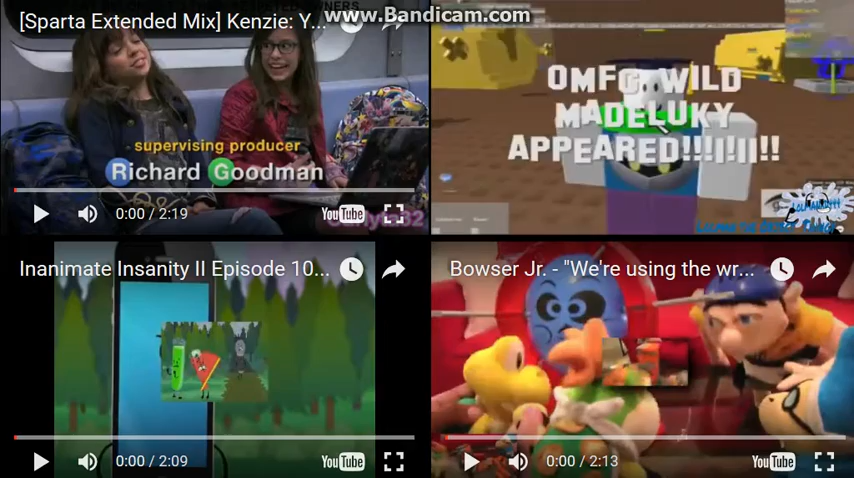 www.Bandicam.com
[Sparta Extended Mix] Kenzie: Y...
supervising producer
Richard Goodman
0:00 / 2:19
YouTube
OMFG WILD
MADELUKY
APPEARED!!!1!1!!
Inanimate Insanity II Episode 10...
0:00 / 2:09
YouTube
Bowser Jr. - "We're using the wr...
0:00 / 2:13
YouTube